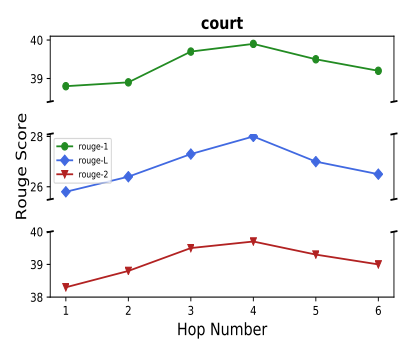 court
40
39
28
26
40
39
38
rouge-1
rouge-L
rouge-2
Rouge Score
1 2 3 4 5 6
Hop Number